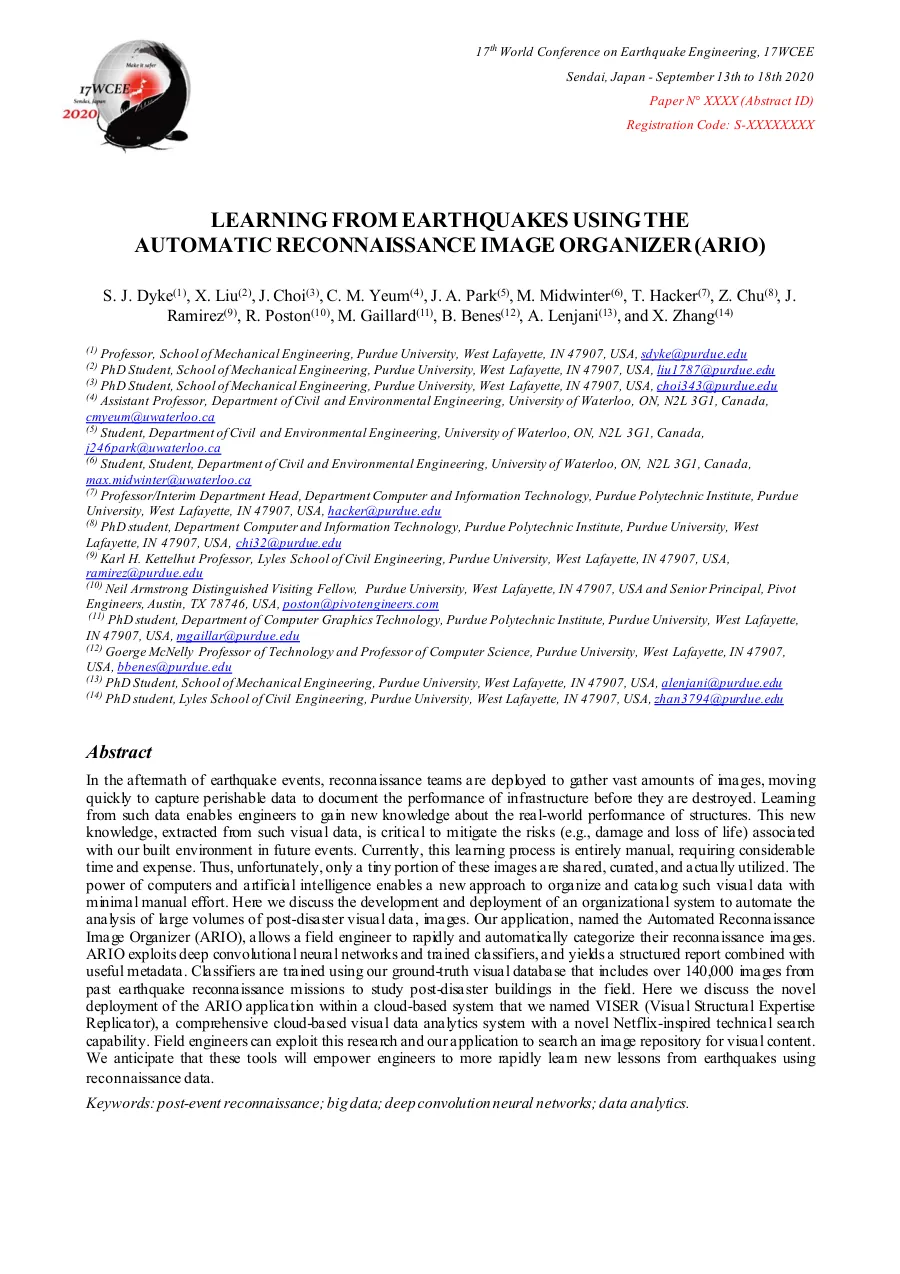 Make it safer
17WCEE
Sendai, Japan
2020
17th World Conference on Earthquake Engineering, 17WCEE
Sendai, Japan - September 13th to 18th 2020
Paper N° XXXX (Abstract ID)
Registration Code: S-XXXXXXXX
LEARNING FROM EARTHQUAKES USING THE
AUTOMATIC RECONNAISSANCE IMAGE ORGANIZER (ARIO)
S. J. Dyke(1), X. Liu(2), J. Choi(3), C. M. Yeum(4), J. A. Park(5), M. Midwinter(6), T. Hacker(7), Z. Chu(8), J.
Ramirez(9), R. Poston(10), M. Gaillard(11), B. Benes(12), A. Lenjani(13), and X. Zhang(14)
(1) Professor, School of Mechanical Engineering, Purdue University, West Lafayette, IN 47907, USA, sdyke@purdue.edu
(2) PhD Student, School of Mechanical Engineering, Purdue University, West Lafayette, IN 47907, USA, liu1787@purdue.edu
(3) PhD Student, School of Mechanical Engineering, Purdue University, West Lafayette, IN 47907, USA, choi343@purdue.edu
(4) Assistant Professor, Department of Civil and Environmental Engineering, University of Waterloo, ON, N2L 3G1, Canada,
cmyeum@uwaterloo.ca
(5) Student, Department of Civil and Environmental Engineering, University of Waterloo, ON, N2L 3G1, Canada,
j246park@uwaterloo.ca
(6) Student, Student, Department of Civil and Environmental Engineering, University of Waterloo, ON, N2L 3G1, Canada,
max.midwinter@uwaterloo.ca
(7) Professor/Interim Department Head, Department Computer and Information Technology, Purdue Polytechnic Institute, Purdue
University, West Lafayette, IN 47907, USA, hacker@purdue.edu
(8) PhD student, Department Computer and Information Technology, Purdue Polytechnic Institute, Purdue University, West
Lafayette, IN 47907, USA, chi32@purdue.edu
(9) Karl H. Kettelhut Professor, Lyles School of Civil Engineering, Purdue University, West Lafayette, IN 47907, USA,
ramirez@purdue.edu
(10) Neil Armstrong Distinguished Visiting Fellow, Purdue University, West Lafayette, IN 47907, USA and Senior Principal, Pivot
Engineers, Austin, TX 78746, USA, poston@pivotengineers.com
(11) PhD student, Department of Computer Graphics Technology, Purdue Polytechnic Institute, Purdue University, West Lafayette,
IN 47907, USA, mgaillar@purdue.edu
(12) Goerge McNelly Professor of Technology and Professor of Computer Science, Purdue University, West Lafayette, IN 47907,
USA, bbenes@purdue.edu
(13) PhD Student, School of Mechanical Engineering, Purdue University, West Lafayette, IN 47907, USA, alenjani@purdue.edu
(14) PhD student, Lyles School of Civil Engineering, Purdue University, West Lafayette, IN 47907, USA, zhan3794@purdue.edu
Abstract
In the aftermath of earthquake events, reconnaissance teams are deployed to gather vast amounts of images, moving
quickly to capture perishable data to document the performance of infrastructure before they are destroyed. Learning
from such data enables engineers to gain new knowledge about the real-world performance of structures. This new
knowledge, extracted from such visual data, is critical to mitigate the risks (e.g., damage and loss of life) associated
with our built environment in future events. Currently, this learning process is entirely manual, requiring considerable
time and expense. Thus, unfortunately, only a tiny portion of these images are shared, curated, and actually utilized. The
power of computers and artificial intelligence enables a new approach to organize and catalog such visual data with
minimal manual effort. Here we discuss the development and deployment of an organizational system to automate the
analysis of large volumes of post-disaster visual data, images. Our application, named the Automated Reconnaissance
Image Organizer (ARIO), allows a field engineer to rapidly and automatically categorize their reconnaissance images.
ARIO exploits deep convolutional neural networks and trained classifiers, and yields a structured report combined with
useful metadata. Classifiers are trained using our ground-truth visual database that includes over 140,000 images from
past earthquake reconnaissance missions to study post-disaster buildings in the field. Here we discuss the novel
deployment of the ARIO application within a cloud-based system that we named VISER (Visual Structural Expertise
Replicator), a comprehensive cloud-based visual data analytics system with a novel Netflix-inspired technical search
capability. Field engineers can exploit this research and our application to search an image repository for visual content.
We anticipate that these tools will empower engineers to more rapidly learn new lessons from earthquakes using
reconnaissance data.
Keywords: post-event reconnaissance; big data; deep convolution neural networks; data analytics.